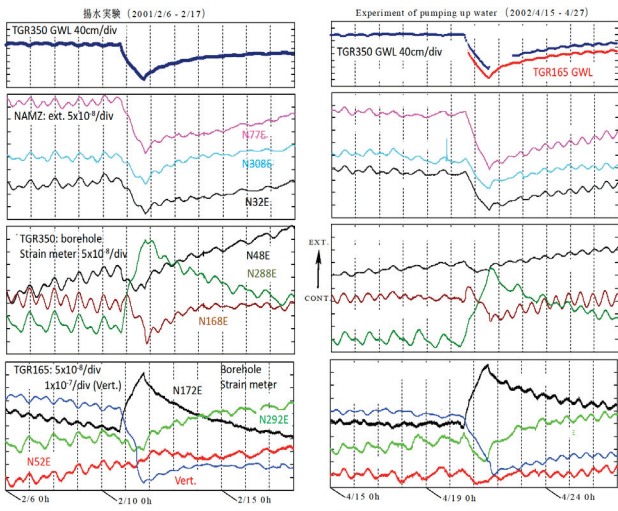 揚水実験 (2001/2/6 - 2/17)
TGR350 GWL 40cm/div
NAMZ: ext. 5x10-8/div
N77E
N308E
N32E
TGR350: borehole
Strain meter 5x10-8/div
N48E
N288E
N168E
TGR165: 5x10-8/div
1x10-7/div (Vert.)
Borehole
Strain meter
N172E
N292E
N52E
Vert.
2/6 0h
2/10 0h
2/15 0h
Experiment of pumping up water (2002/4/15 - 4/27)
TGR350 GWL 40cm/div
TGR165 GWL
EXT.
CONT.
4/15 0h
4/19 0h
4/24 0h